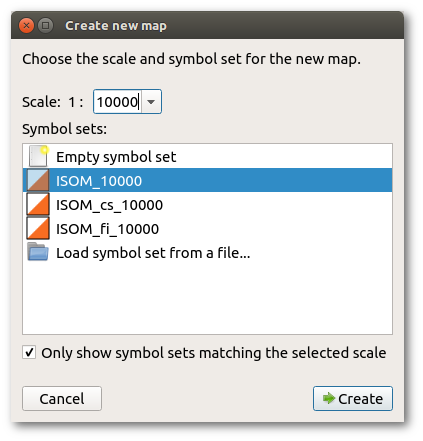 Create new map
Choose the scale and symbol set for the new map.
Scale: 1 : 10000
Symbol sets:
Empty symbol set
ISOM_10000
ISOM_cs_10000
ISOM_fi_10000
Load symbol set from a file...
Only show symbol sets matching the selected scale
Cancel Create